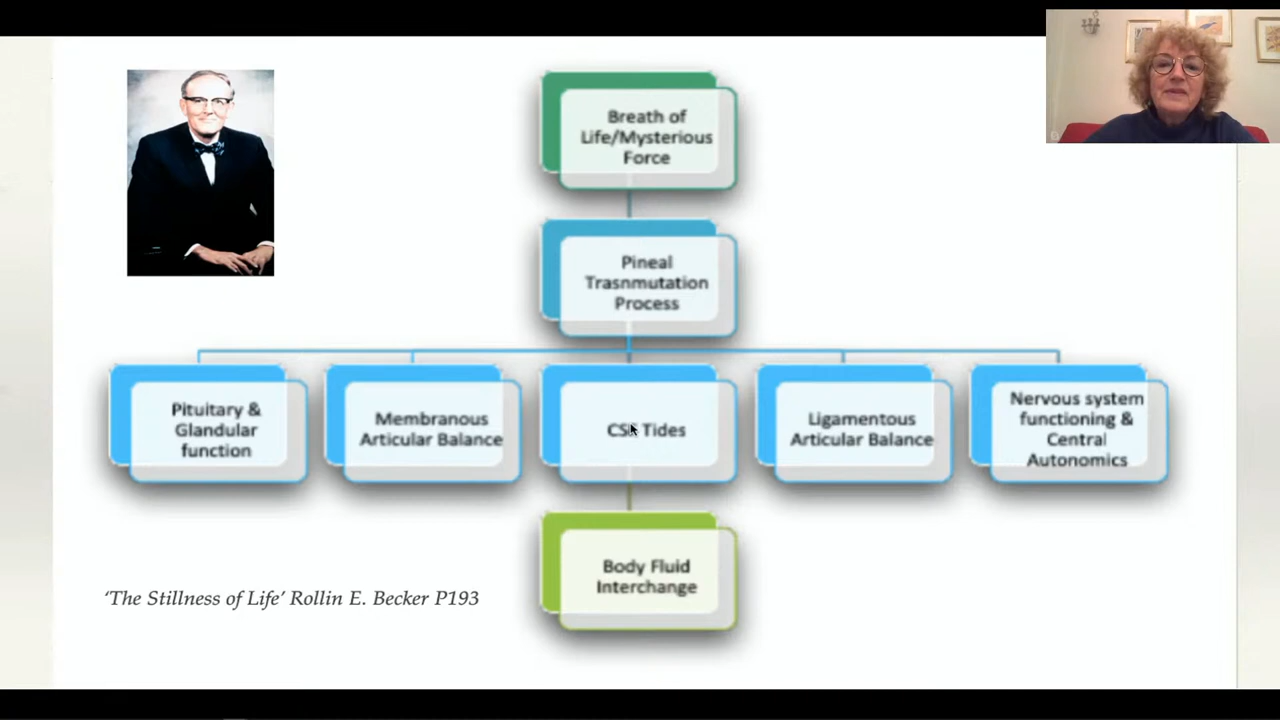 Breath of
Life/Mysterious
Force
Pineal
Trasnmutation
Process
Pituitary &
Glandular
function
Membranous
Articular Balance
CSF Tides
Ligamentous
Articular Balance
Nervous system
functioning &
Central
Autonomics
Body Fluid
Interchange
‘The Stillness of Life’ Rollin E. Becker P193